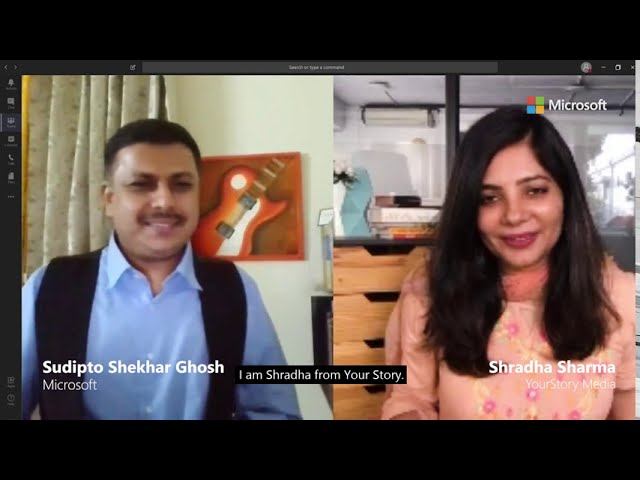 Search or type a command
Microsoft
Sudipto Shekhar Ghosh
Microsoft
I am Shradha from Your Story.
Shradha Sharma
YourStory Media